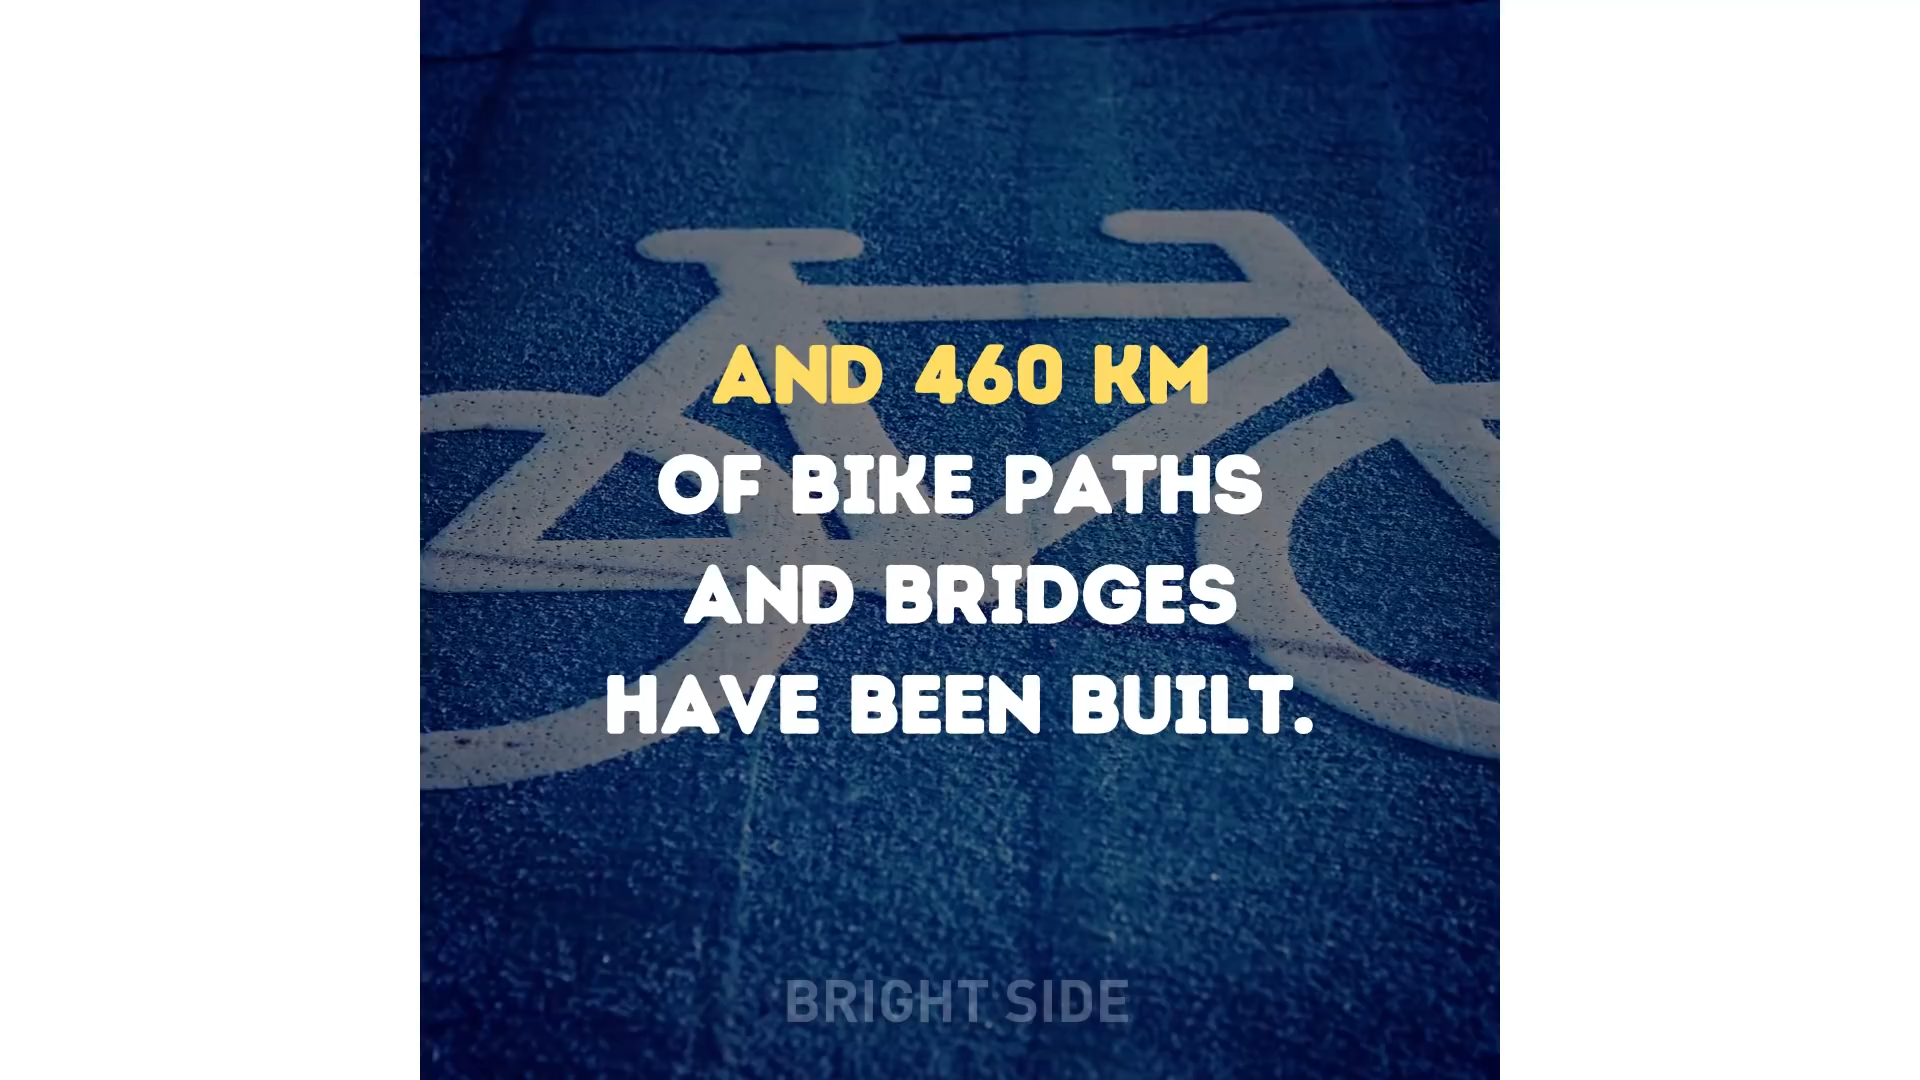 AND 460 KM
OF BIKE PATHS
AND BRIDGES
HAVE BEEN BUILT.
BRIGHT SIDE